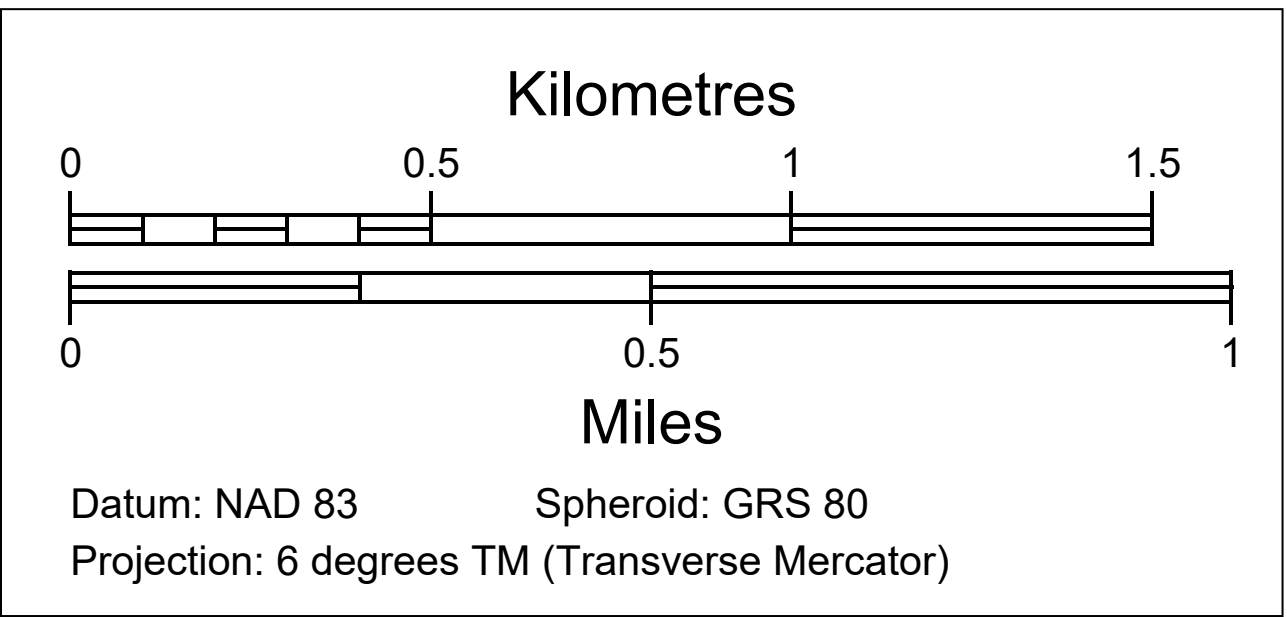 Kilometres
0 0.5 1 1.5
0 0.5 1
Miles
Datum: NAD 83 Spheroid: GRS 80
Projection: 6 degrees TM (Transverse Mercator)